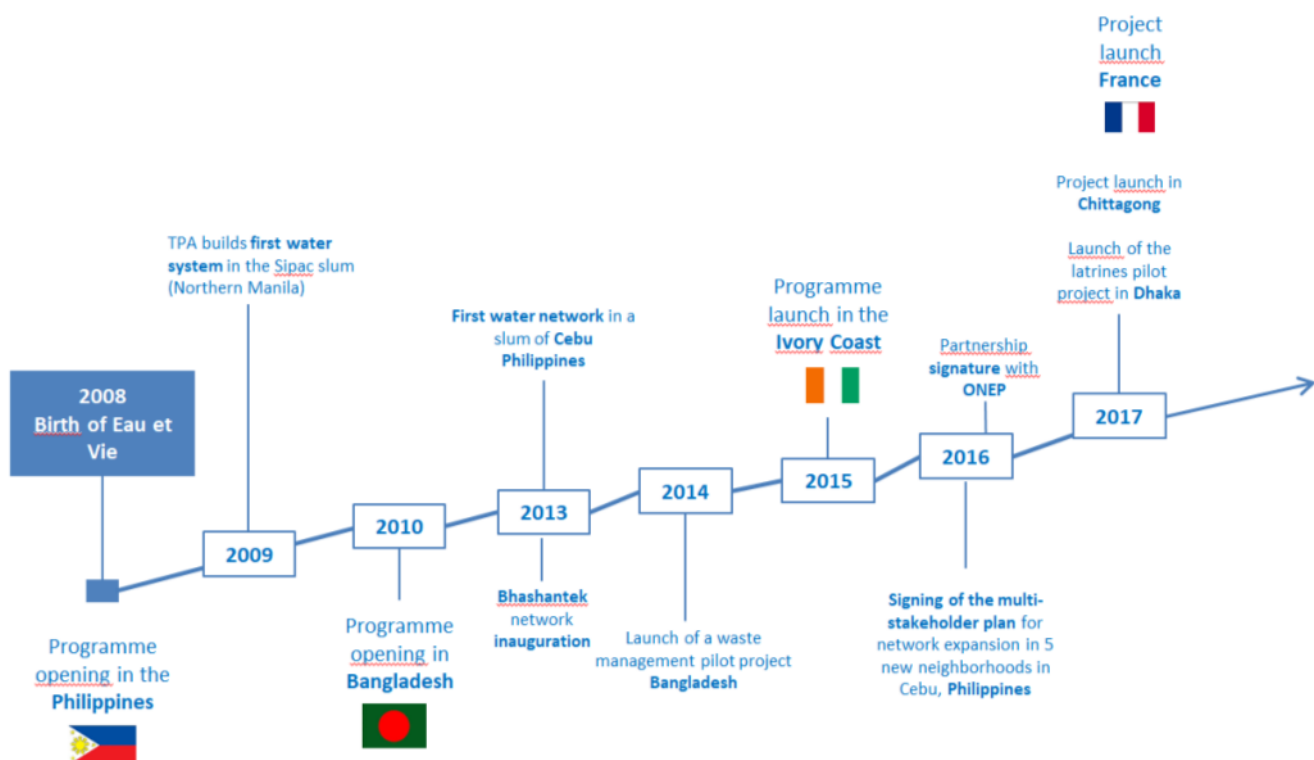 Project
launch
France
Project launch in
Chittagong
Launch of the
latrines pilot
project in Dhaka
TPA builds first water
system in the Sipac slum
(Northern Manila)
First water network in a
slum of Cebu
Philippines
Programme
launch in the
Ivory Coast
Partnership
signature with
ONEP
2008
Birth of Eau et
Vie
2009
2010
2013
2014
2015
2016
2017
Programme
opening in the
Philippines
Programme
opening in
Bangladesh
Bhashantek
network
inauguration
Launch of a waste
management pilot project
Bangladesh
Signing of the multi-
stakeholder plan for
network expansion in 5
new neighborhoods in
Cebu, Philippines